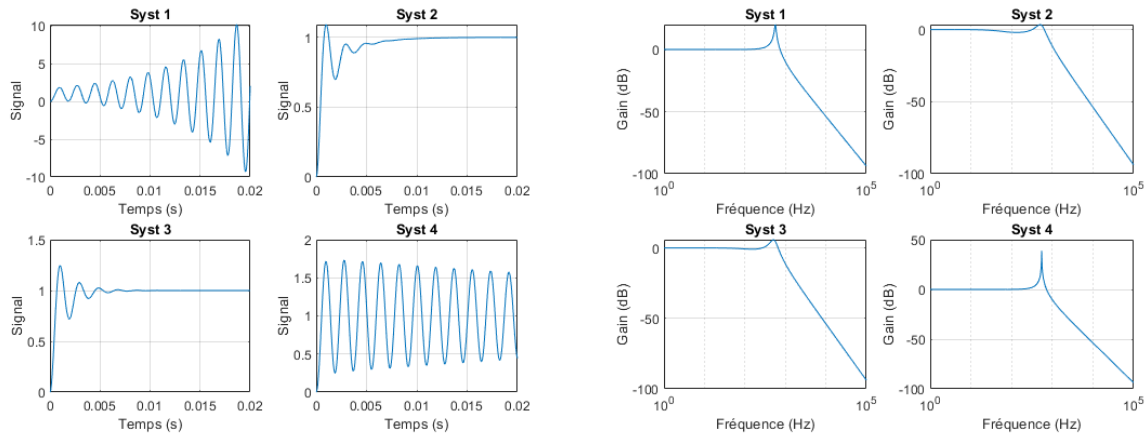 Syst 1
10
5
0
-5
-10
Signal
0 0.005 0.01 0.015 0.02
Temps (s)
Syst 2
1
0.5
0
Signal
0 0.005 0.01 0.015 0.02
Temps (s)
Syst 1
0
-50
-100
Gain (dB)
10^0 10^5
Fréquence (Hz)
Syst 2
0
-50
-100
Gain (dB)
10^0 10^5
Fréquence (Hz)
Syst 3
1.5
1
0.5
0
Signal
0 0.005 0.01 0.015 0.02
Temps (s)
Syst 4
2
1.5
1
0.5
0
Signal
0 0.005 0.01 0.015 0.02
Temps (s)
Syst 3
0
-50
-100
Gain (dB)
10^0 10^5
Fréquence (Hz)
Syst 4
50
0
-50
-100
Gain (dB)
10^0 10^5
Fréquence (Hz)